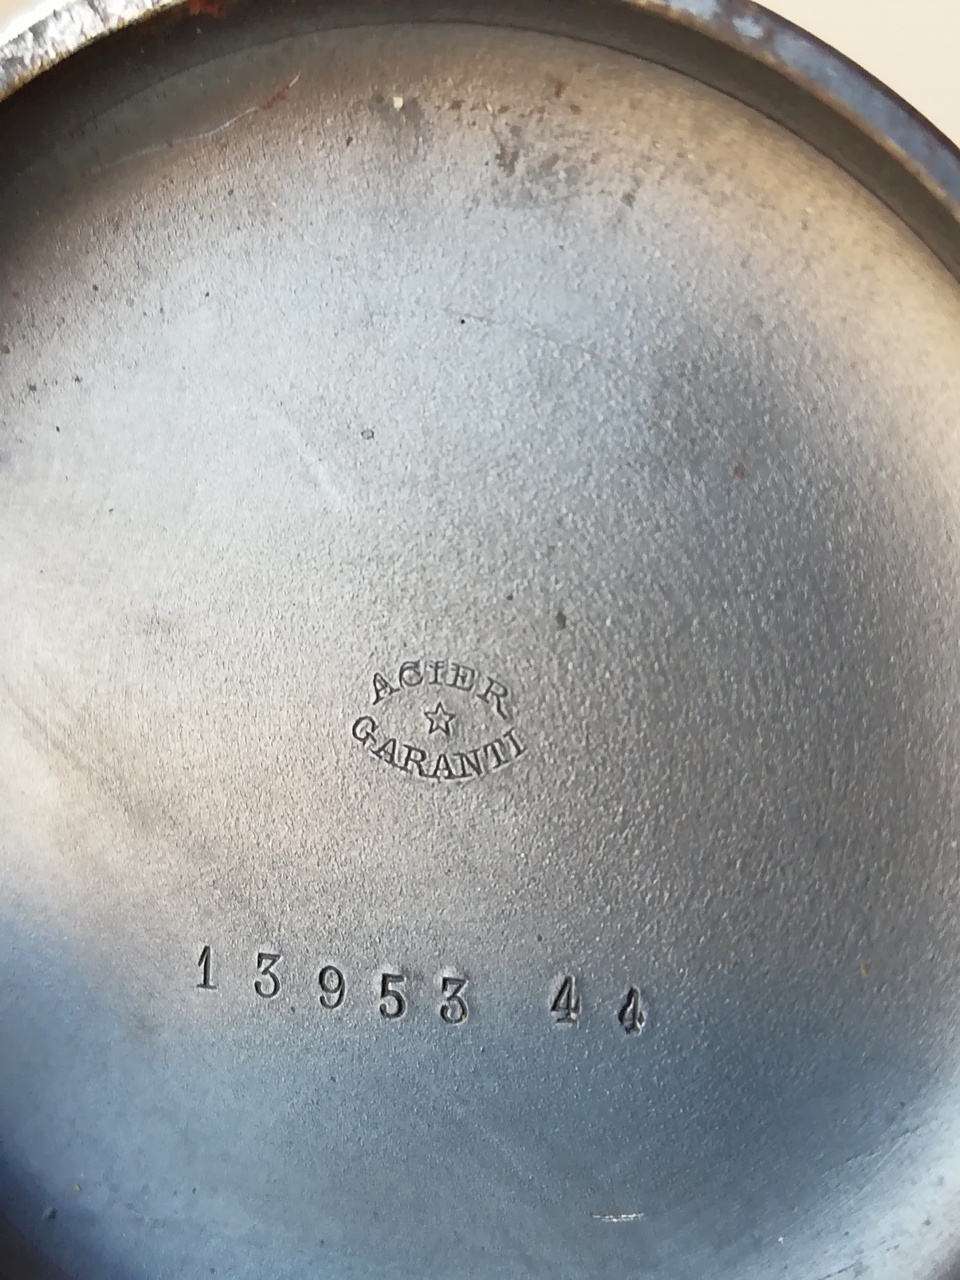 ACIER
GARANTI
13953 44